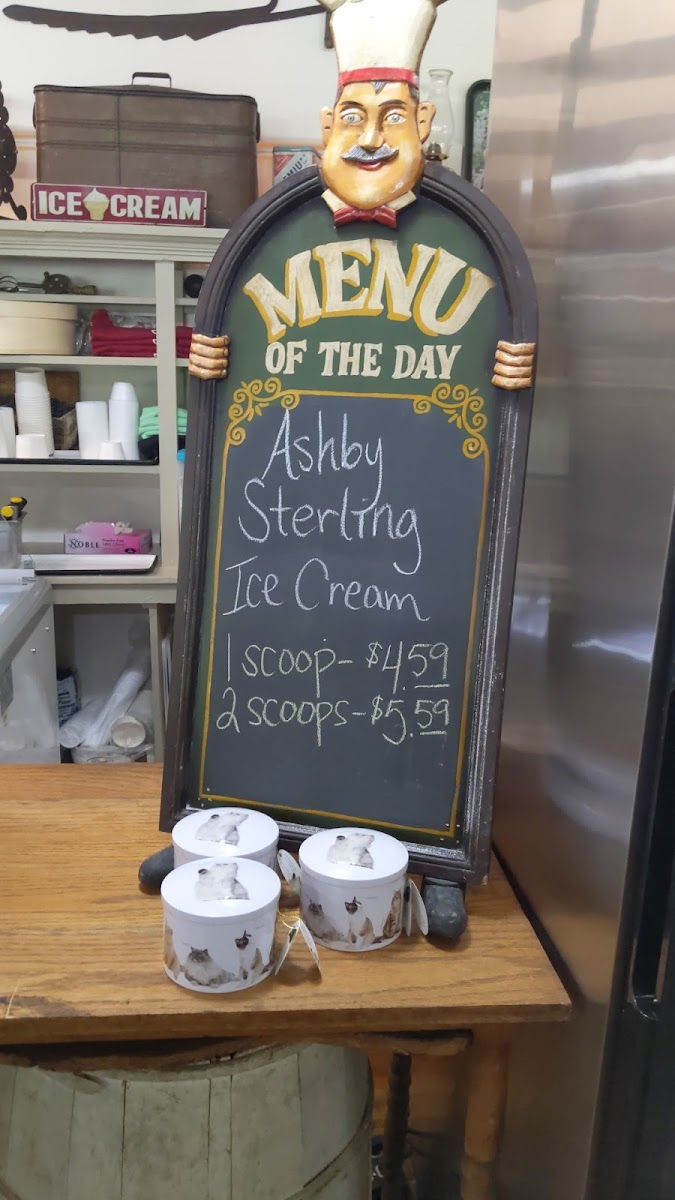 ICE CREAM
MENU
OF THE DAY
Ashby
Sterling
Ice Cream
1 scoop - $4.59
2 scoops - $5.59
NOBLE